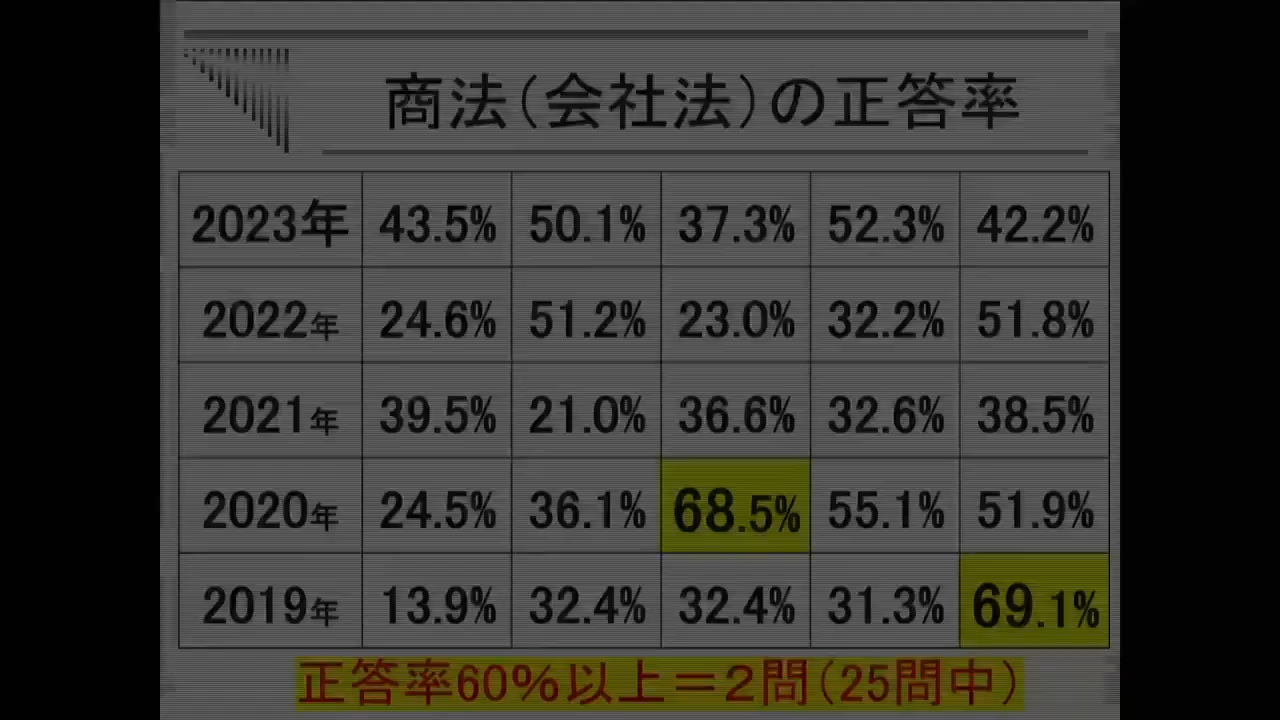 商法(会社法)の正答率
2023年 43.5% 50.1% 37.3% 52.3% 42.2%
2022年 24.6% 51.2% 23.0% 32.2% 51.8%
2021年 39.5% 21.0% 36.6% 32.6% 38.5%
2020年 24.5% 36.1% 68.5% 55.1% 51.9%
2019年 13.9% 32.4% 32.4% 31.3% 69.1%
正答率60%以上=2問(25問中)